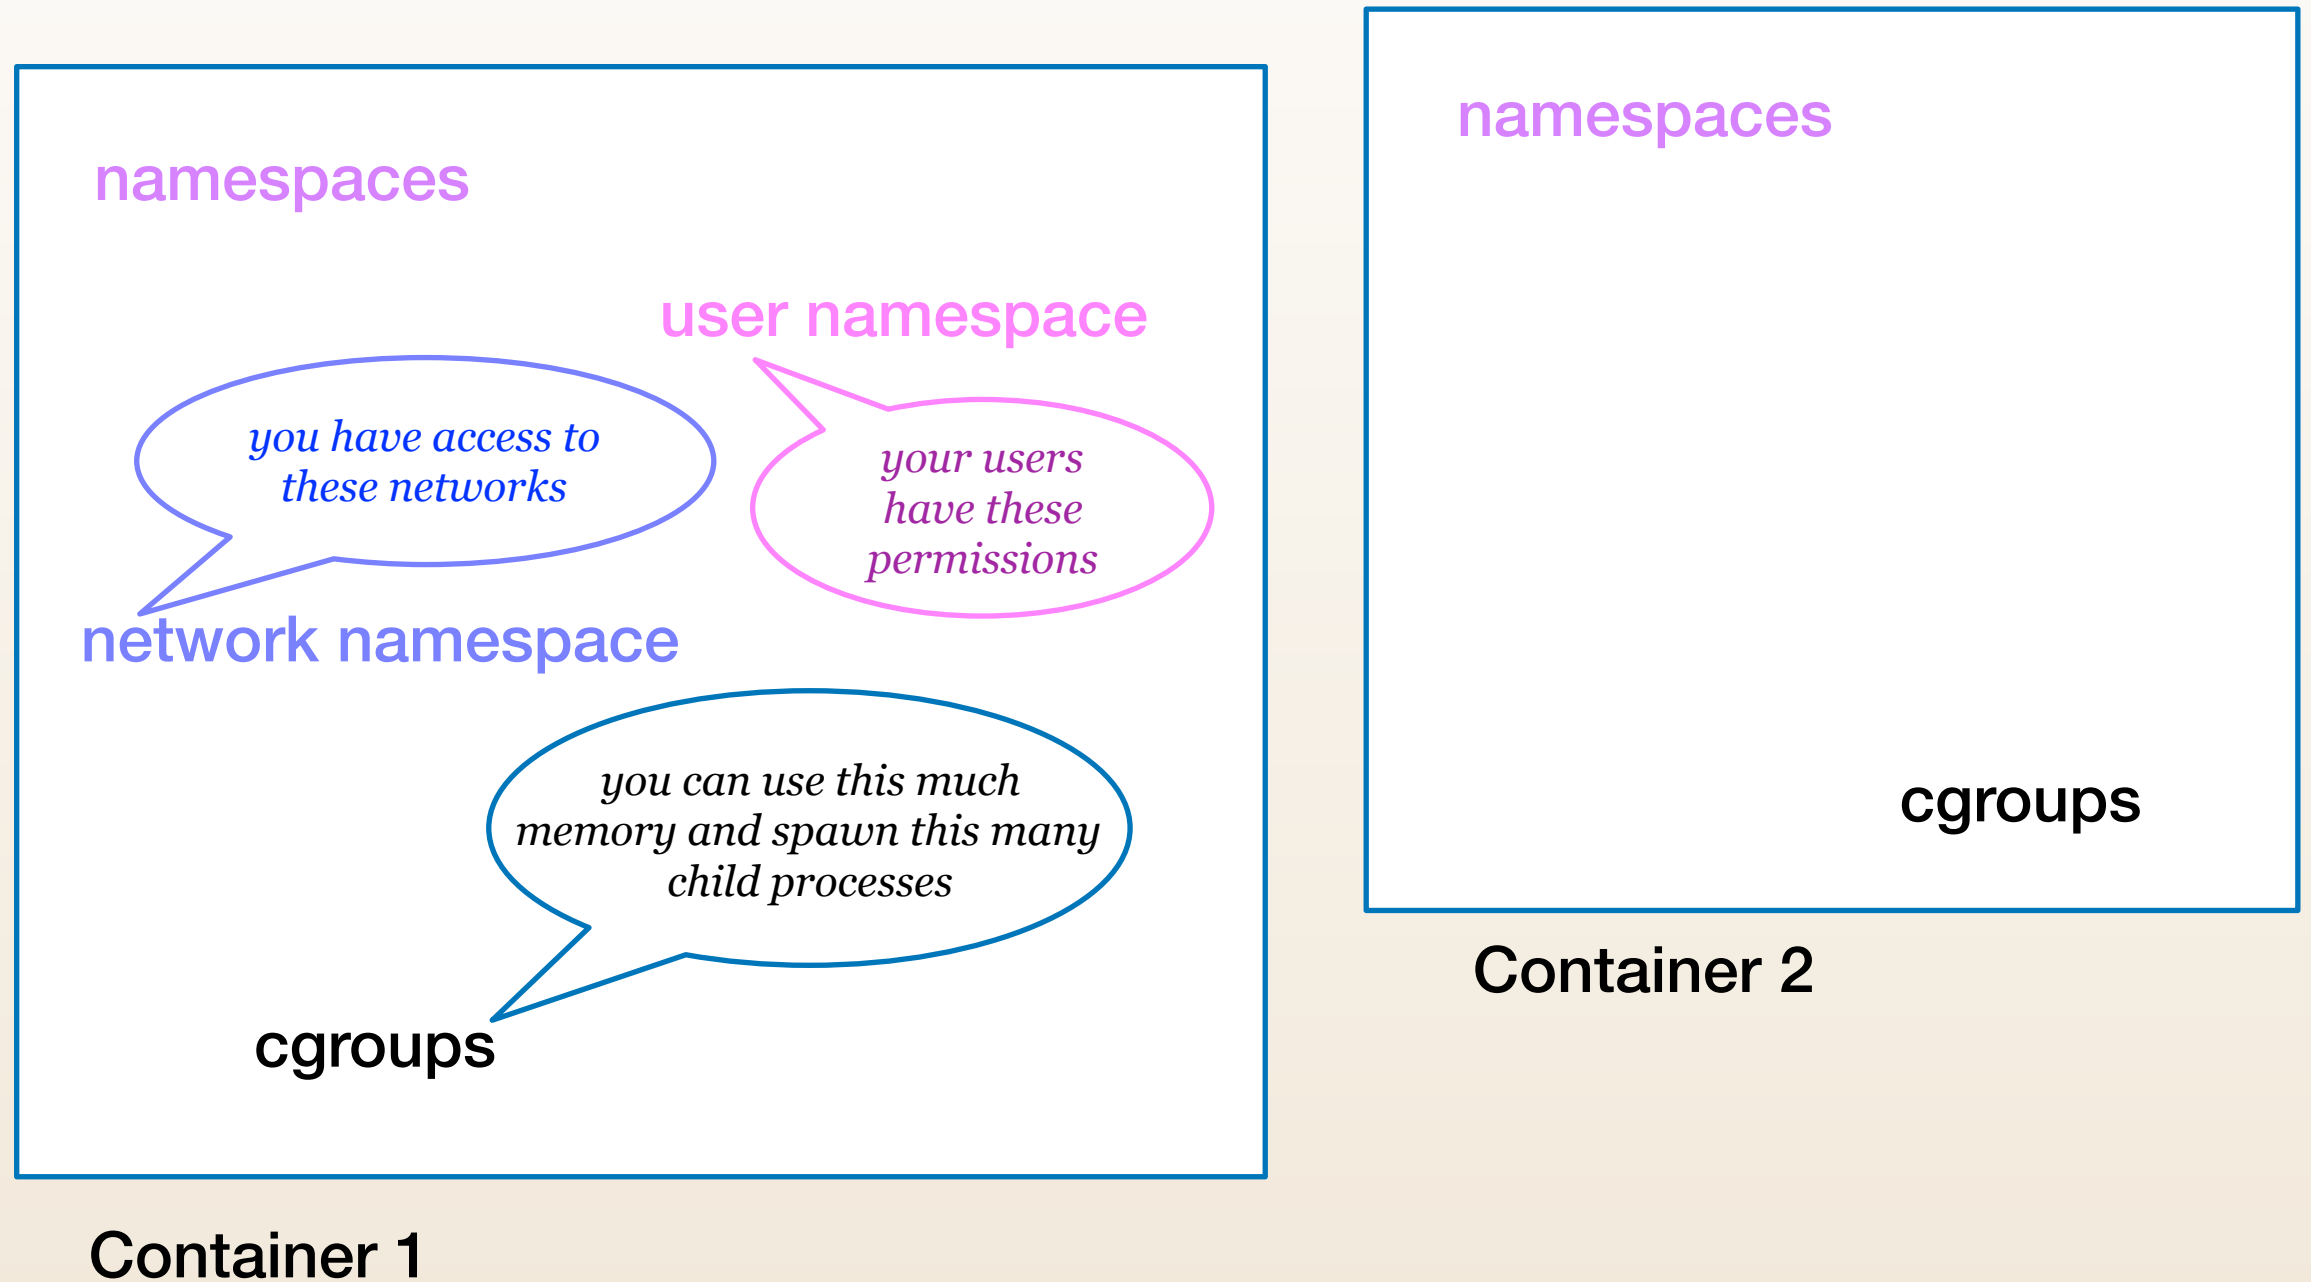 namespaces
user namespace
you have access to
these networks
your users
have these
permissions
network namespace
you can use this much
memory and spawn this many
child processes
cgroups
Container 1
namespaces
cgroups
Container 2